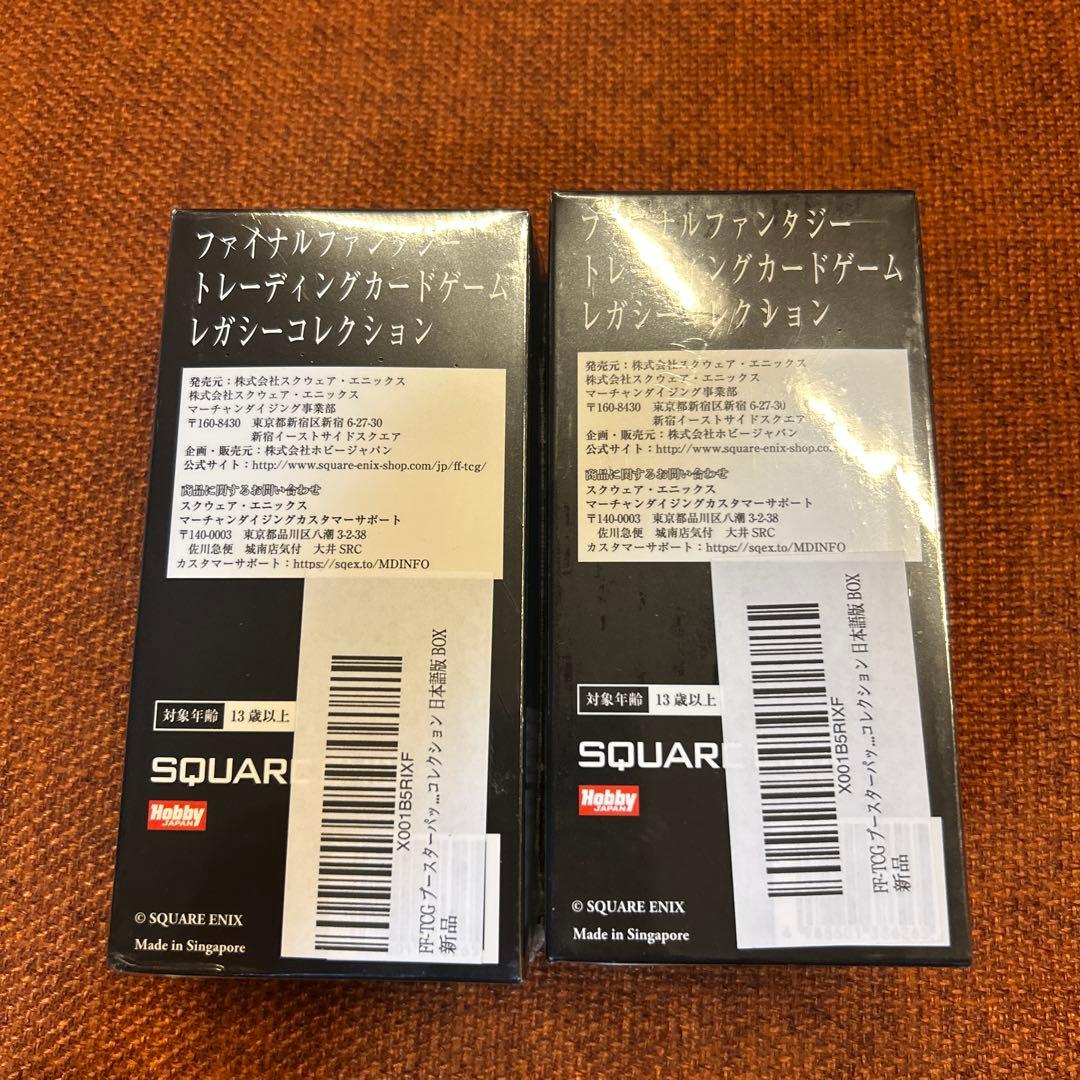 ファイナルファンタジー
トレーディングカードゲーム
レガシーコレクション
発売元：株式会社スクウェア・エニックス
株式会社スクウェア・エニックス
マーチャンダイジング事業部
〒160-8430　東京都新宿区新宿 6-27-30
新宿イーストサイドスクエア
企画・販売元：株式会社ホビージャパン
公式サイト：http://www.square-enix-shop.com/jp/ff-tcg/
商品に関するお問い合わせ
スクウェア・エニックス
マーチャンダイジングカスタマーサポート
〒140-0003　東京都品川区八潮 3-2-38
佐川急便　城南店気付　大井 SRC
カスタマーサポート：https://sqex.to/MDINFO
対象年齢 13 歳以上
SQUARE
Hobby
JAPAN
X001B5RIXF
FF-TCG ブースターパッ...コレクション 日本語版 BOX
新品
© SQUARE ENIX
Made in Singapore
ファイナルファンタジー
トレーディングカードゲーム
レガシーコレクション
発売元：株式会社スクウェア・エニックス
株式会社スクウェア・エニックス
マーチャンダイジング事業部
〒160-8430　東京都新宿区新宿 6-27-30
新宿イーストサイドスクエア
企画・販売元：株式会社ホビージャパン
公式サイト：http://www.square-enix-shop.co
商品に関するお問い合わせ
スクウェア・エニックス
マーチャンダイジングカスタマーサポート
〒140-0003　東京都品川区八潮 3-2-38
佐川急便　城南店気付　大井 SRC
カスタマーサポート：https://sqex.to/MDINFO
対象年齢 13 歳以上
SQUARE
Hobby
JAPAN
X001B5RIXF
FF-TCG ブースターパッ...コレクション 日本語版 BOX
新品
© SQUARE ENIX
Made in Singapore